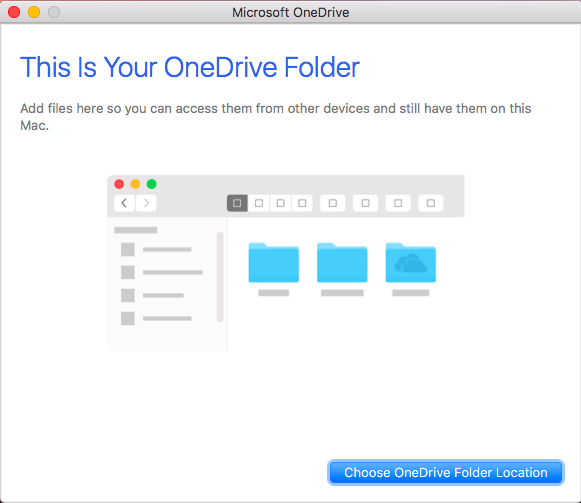 Microsoft OneDrive
This Is Your OneDrive Folder
Add files here so you can access them from other devices and still have them on this
Mac.
Choose OneDrive Folder Location